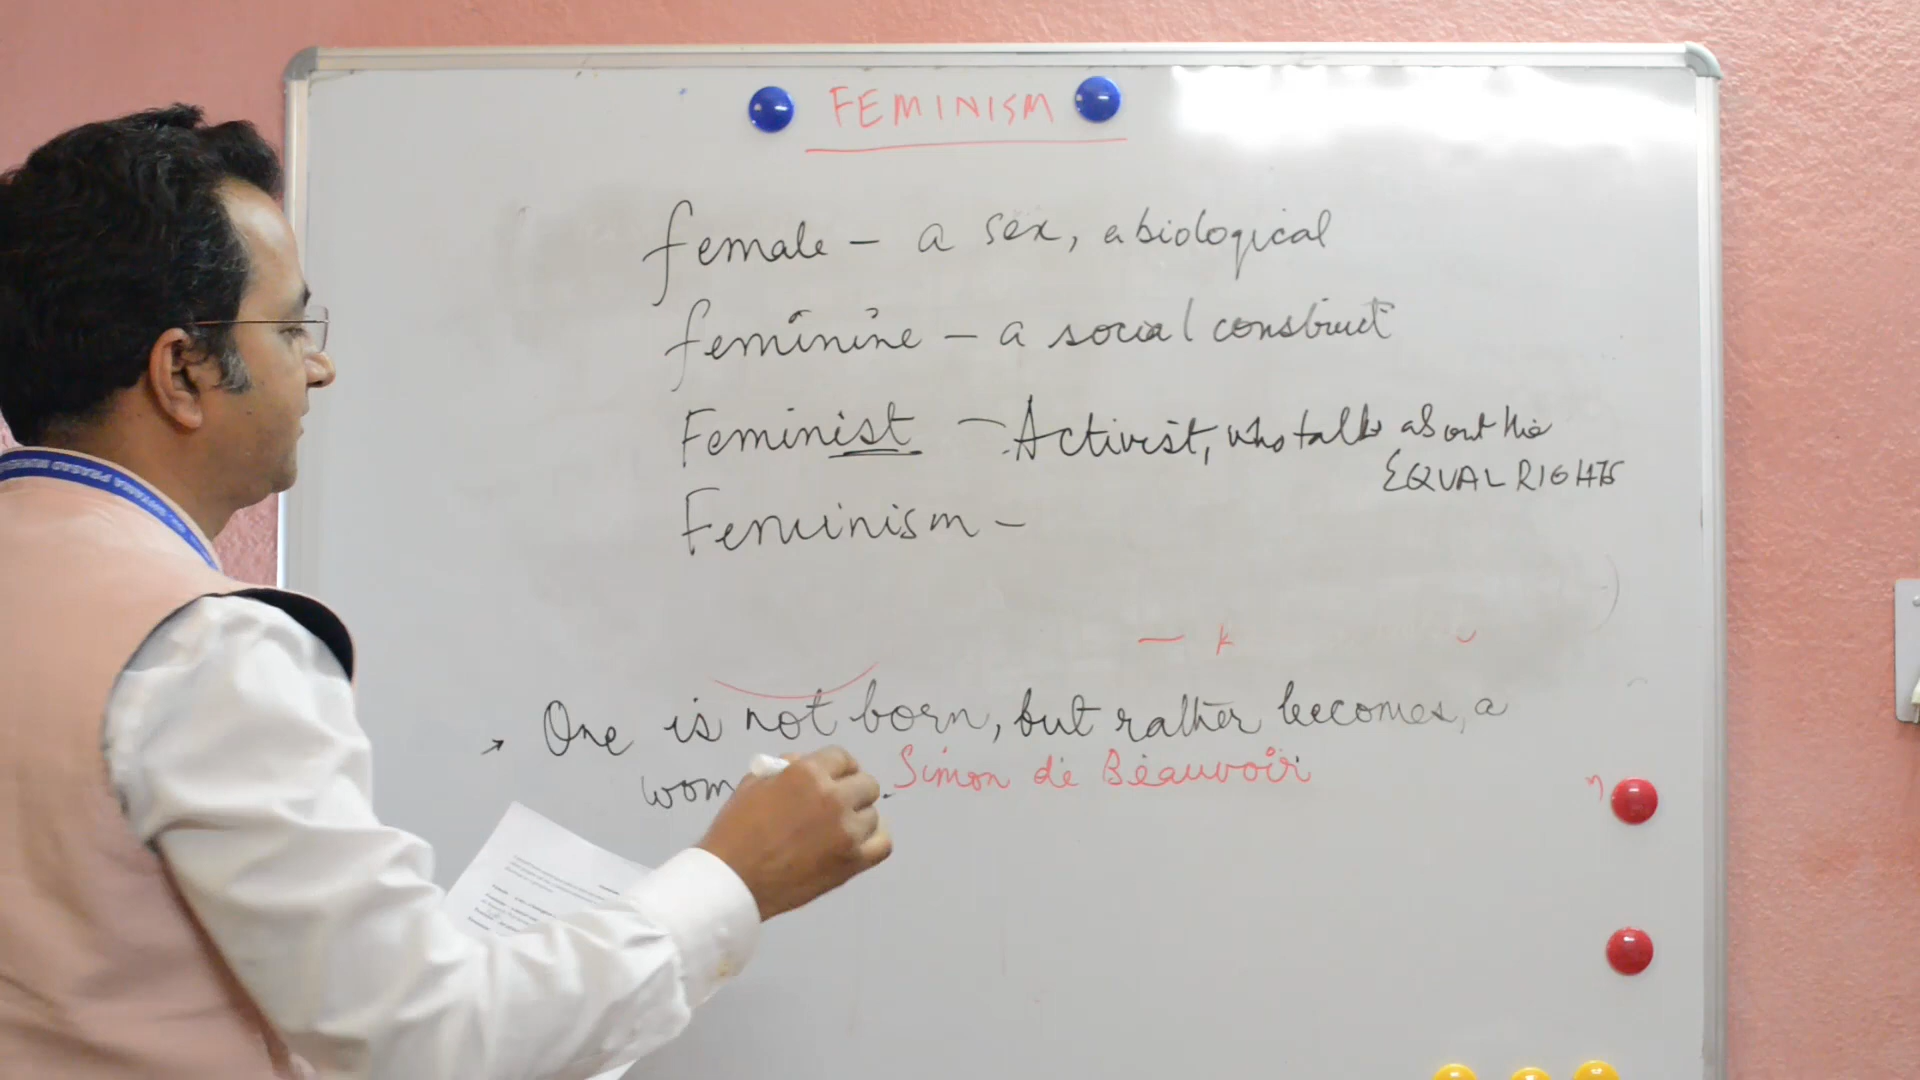 FEMINISM
female - a sex, a biological
feminine - a social construct
Feminist - Activist, who talks about the
EQUAL RIGHTS
Feminism -
One is not born, but rather becomes, a
Simon de Beauvoir
PRASAD